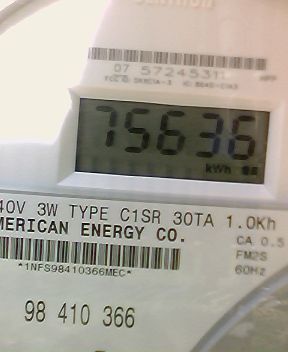 07 5724531
75636
kWh
40V 3W TYPE C1SR 30TA 1.0Kh
MERICAN ENERGY CO.
CA 0.5
*1NFS98410366MEC*
FM2S
60Hz
98 410 366